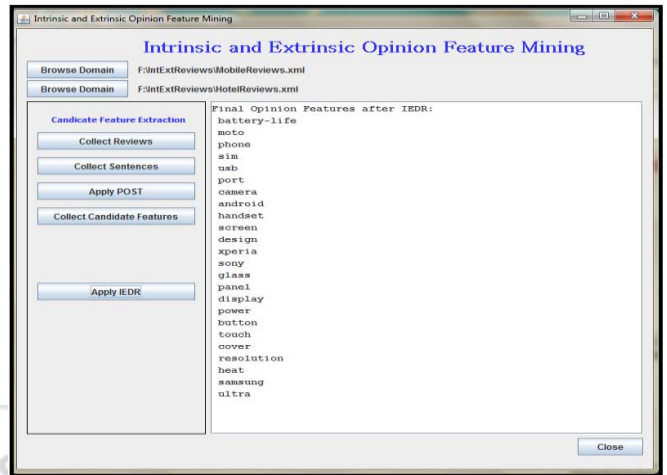 Intrinsic and Extrinsic Opinion Feature Mining
Intrinsic and Extrinsic Opinion Feature Mining
Browse Domain F:\IntExtReviews\MobileReviews.xml
Browse Domain F:\IntExtReviews\HotelReviews.xml
Candicate Feature Extraction
Collect Reviews
Collect Sentences
Apply POST
Collect Candidate Features
Apply IEDR
Final Opinion Features after IEDR:
battery-life
moto
phone
sim
usb
port
camera
android
handset
screen
design
xperia
sony
glass
panel
display
power
button
touch
cover
resolution
heat
samsung
ultra
Close